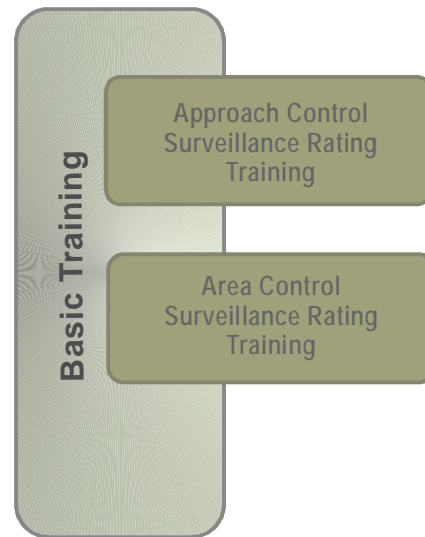 Basic Training
Approach Control
Surveillance Rating
Training
Area Control
Surveillance Rating
Training